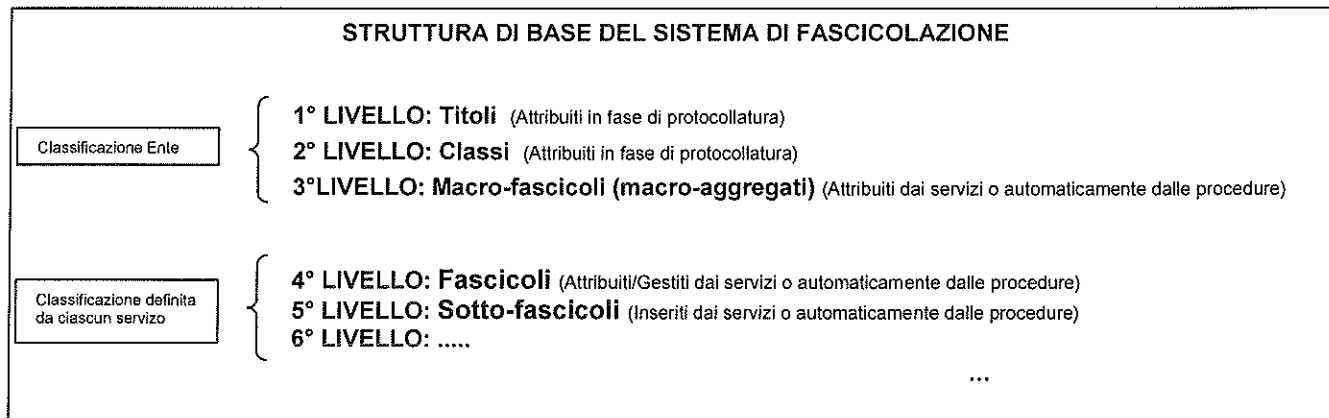 STRUTTURA DI BASE DEL SISTEMA DI FASCICOLAZIONE
Classificazione Ente
1° LIVELLO: Titoli (Attribuiti in fase di protocollatura)
2° LIVELLO: Classi (Attribuiti in fase di protocollatura)
3°LIVELLO: Macro-fascicoli (macro-aggregati) (Attribuiti dai servizi o automaticamente dalle procedure)
Classificazione definita
da ciascun servizo
4° LIVELLO: Fascicoli (Attribuiti/Gestiti dai servizi o automaticamente dalle procedure)
5° LIVELLO: Sotto-fascicoli (Inseriti dai servizi o automaticamente dalle procedure)
6° LIVELLO: .....
...